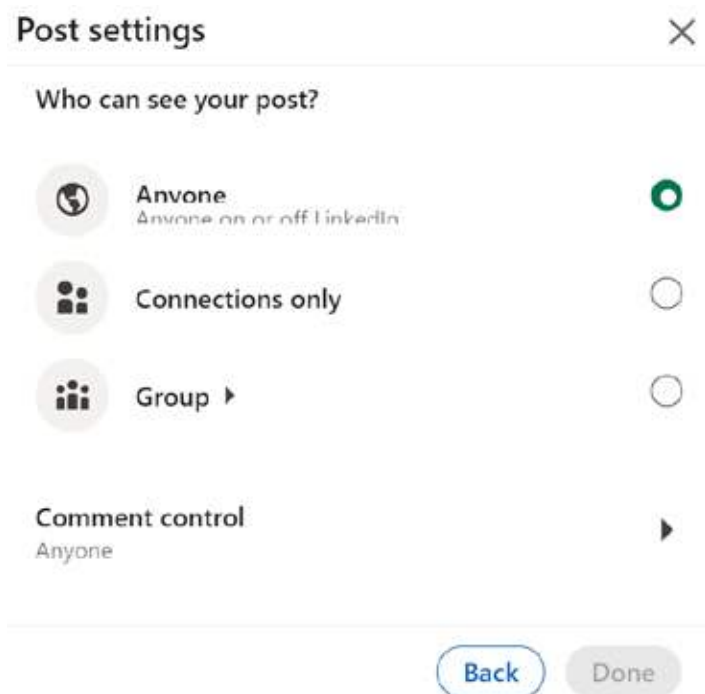 Post settings
Who can see your post?
Anyone
Anyone on or off LinkedIn
Connections only
Group
Comment control
Anyone
Back
Done